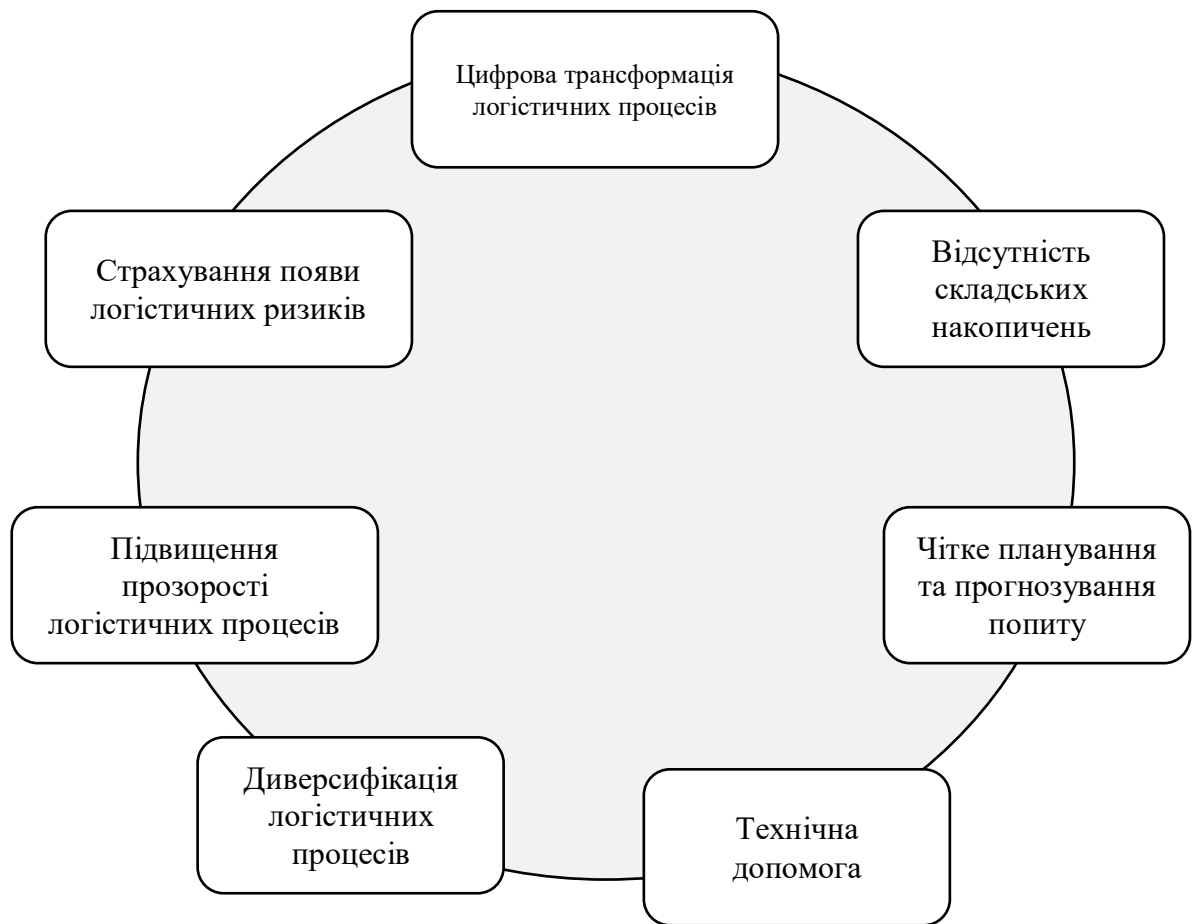 Цифрова трансформація
логістичних процесів
Страхування появи
логістичних ризиків
Відсутність
складських
накопичень
Підвищення
прозорості
логістичних процесів
Чітке планування
та прогнозування
попиту
Диверсифікація
логістичних
процесів
Технічна
допомога